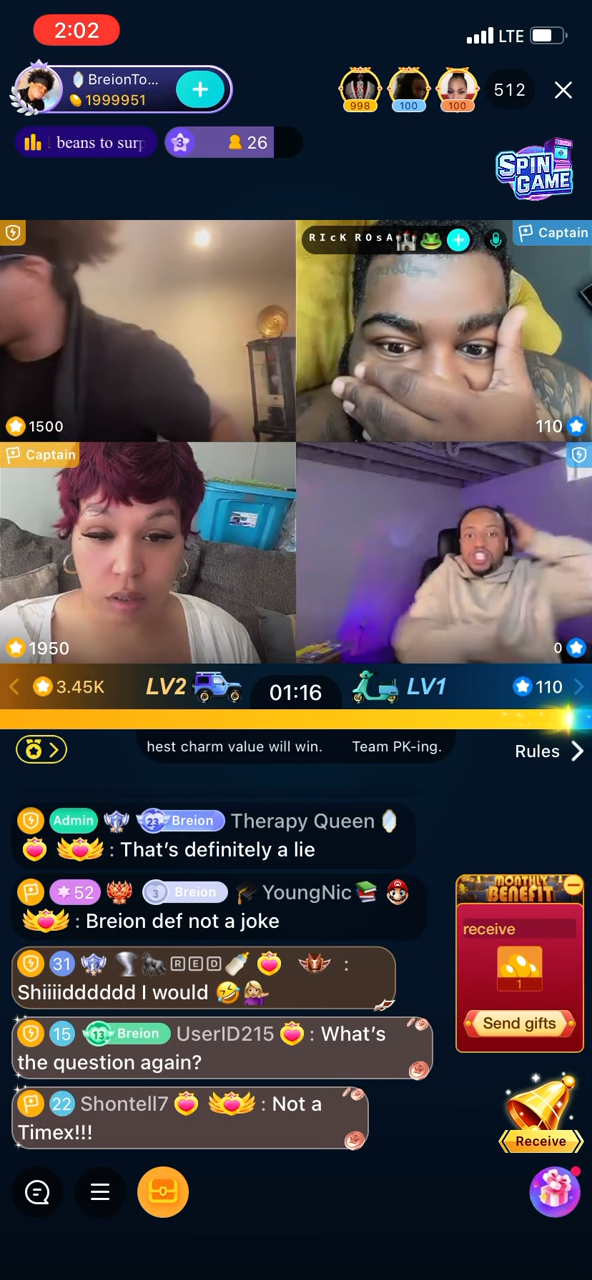 2:02
LTE
BreionTo...
1999951
998
100
100
512
beans to surp
3
26
SPIN
GAME
RIcK ROsA
Captain
1500
110
Captain
1950
0
3.45K
LV2
01:16
LV1
110
hest charm value will win. Team PK-ing.
Rules
Admin 23 Breion Therapy Queen
: That’s definitely a lie
52 3 Breion YoungNic
: Breion def not a joke
31 RED :
Shiiiidddddd I would
15 13 Breion UserID215 : What’s
the question again?
22 Shontell7 : Not a
Timex!!!
MONTHLY
BENEFIT
receive
1
Send gifts
Receive